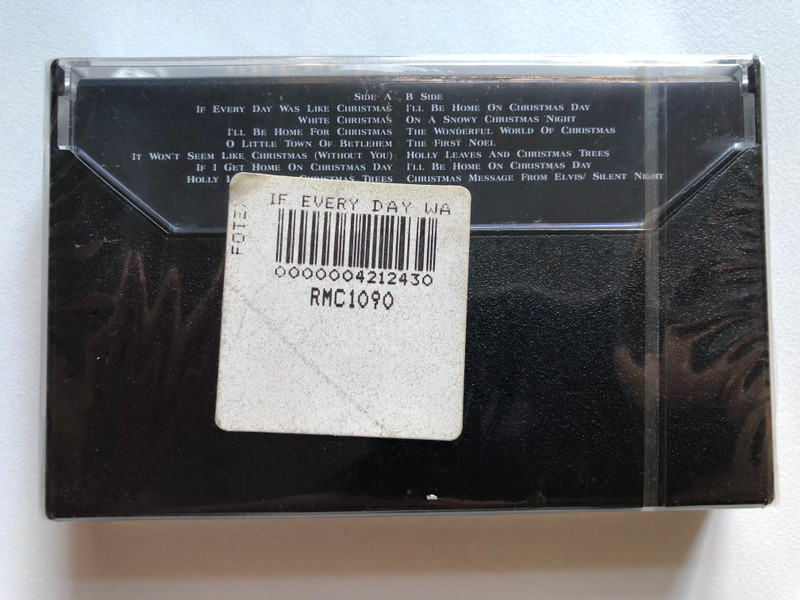 Side A
If Every Day Was Like Christmas
White Christmas
I'll Be Home For Christmas
O Little Town Of Betlehem
It Won't Seem Like Christmas (Without You)
If I Get Home On Christmas Day
Holly Christmas Trees
B Side
I'll Be Home On Christmas Day
On A Snowy Christmas Night
The Wonderful World Of Christmas
The First Noel
Holly Leaves And Christmas Trees
I'll Be Home On Christmas Day
Christmas Message From Elvis/ Silent Night
IF EVERY DAY WA
FOTEX
0000004212430
RMC1090